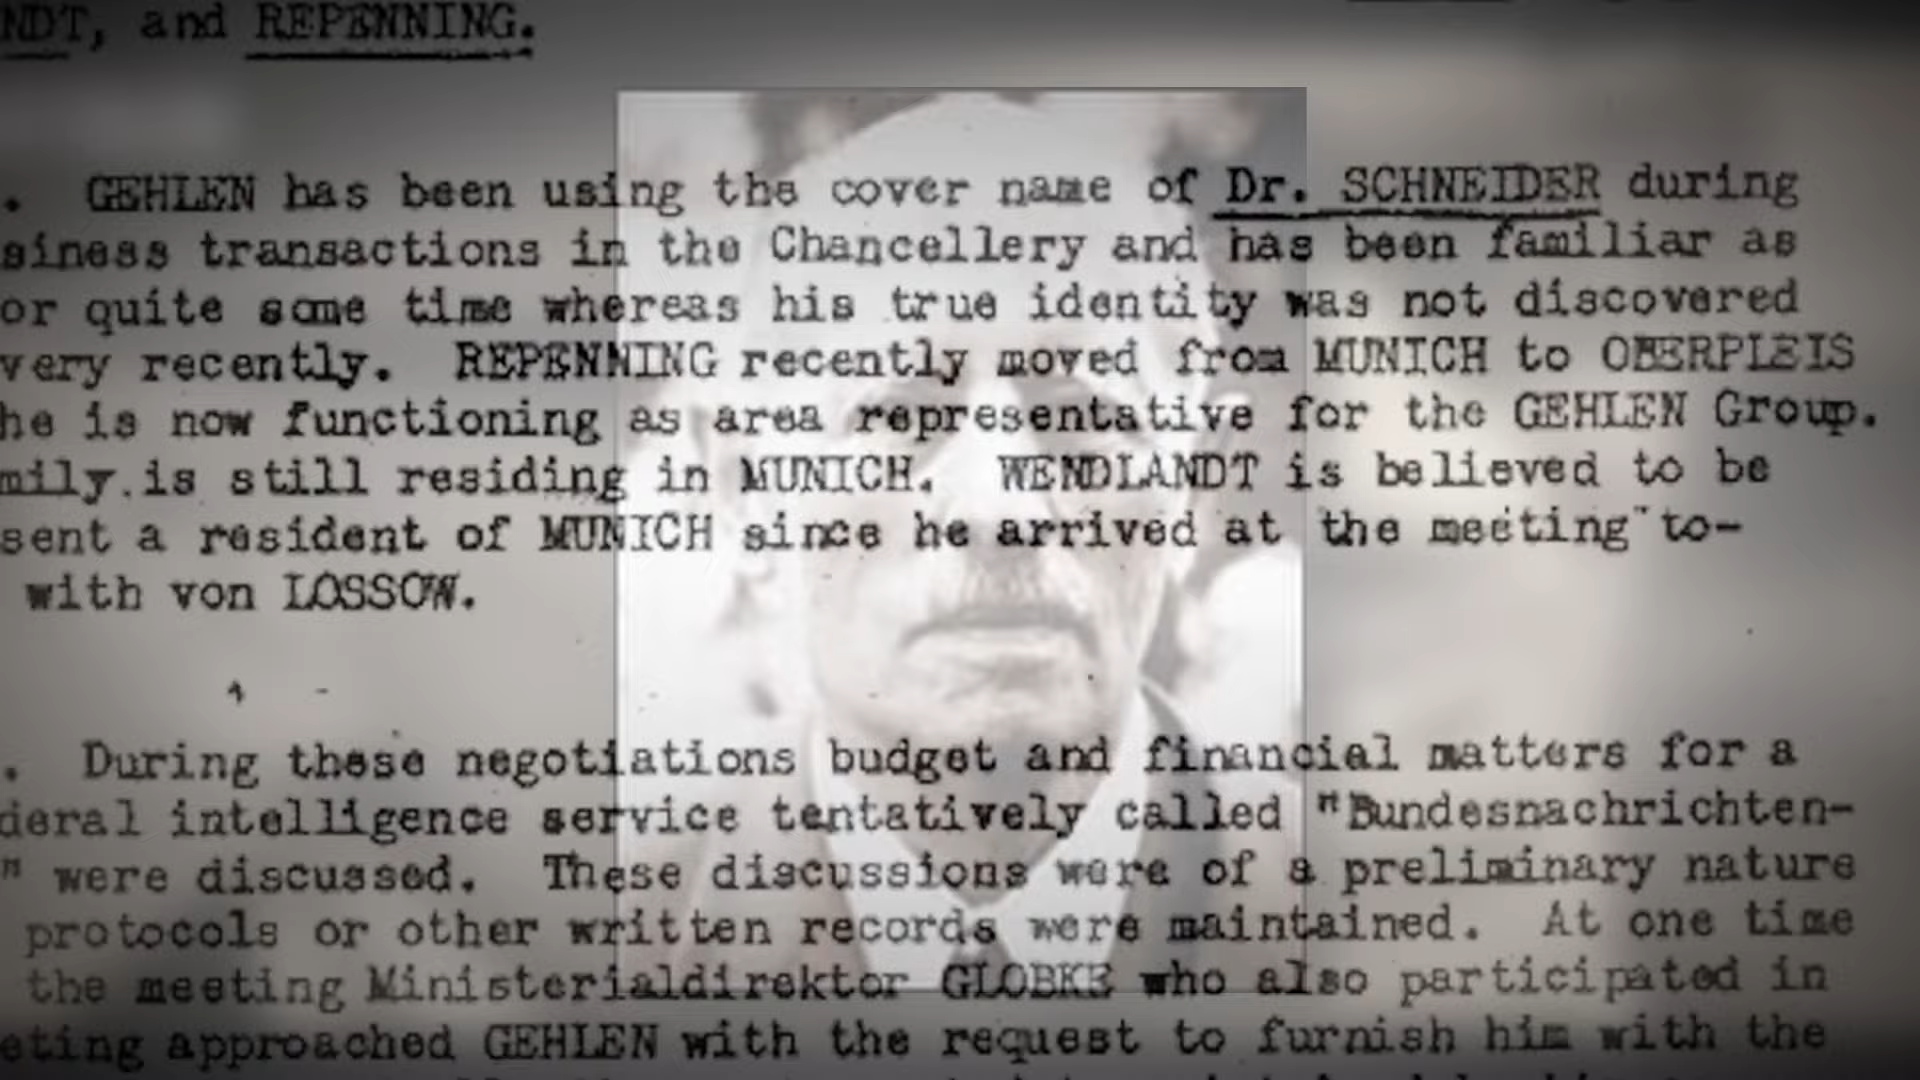 NDT, and REPENNING.
. GEHLEN has been using the cover name of Dr. SCHNEIDER during
siness transactions in the Chancellery and has been familiar as
or quite some time whereas his true identity was not discovered
very recently. REPENNING recently moved from MUNICH to OBERPLEIS
he is now functioning as area representative for the GEHLEN Group.
mily is still residing in MUNICH. WENDLANDT is believed to be
sent a resident of MUNICH since he arrived at the meeting to-
with von LOSSOW.
. During these negotiations budget and financial matters for a
deral intelligence service tentatively called "Bundesnachrichten-
" were discussed. These discussions were of a preliminary nature
protocols or other written records were maintained. At one time
the meeting Ministerialdirektor GLOBKE who also participated in
eting approached GEHLEN with the request to furnish him with the